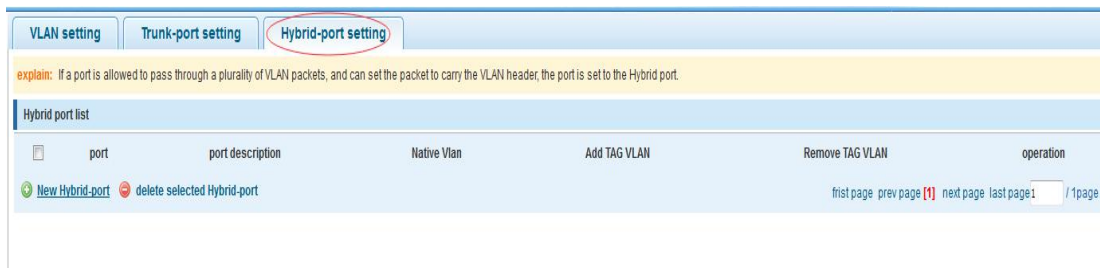 VLAN setting Trunk-port setting Hybrid-port setting
explain: If a port is allowed to pass through a plurality of VLAN packets, and can set the packet to carry the VLAN header, the port is set to the Hybrid port.
Hybrid port list
port port description Native Vlan Add TAG VLAN Remove TAG VLAN operation
New Hybrid-port delete selected Hybrid-port frist page prev page [1] next page last page 1 / 1page